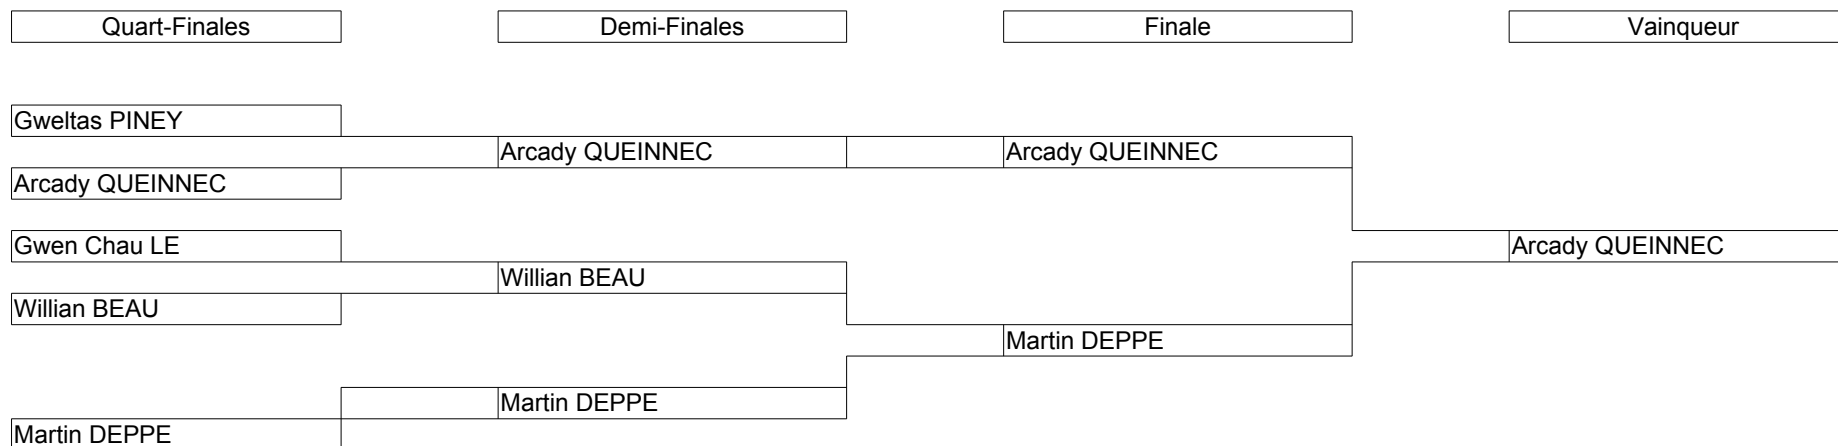 Quart-Finales
Demi-Finales
Finale
Vainqueur
Gweltas PINEY
Arcady QUEINNEC
Arcady QUEINNEC
Arcady QUEINNEC
Gwen Chau LE
Arcady QUEINNEC
Willian BEAU
Willian BEAU
Martin DEPPE
Martin DEPPE
Martin DEPPE